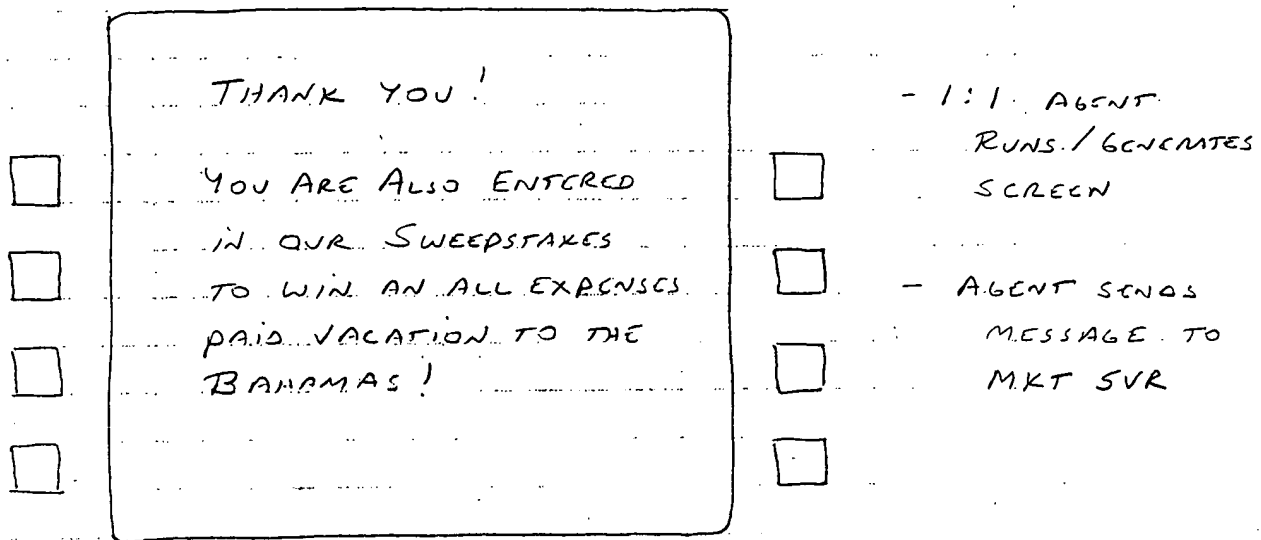 THANK YOU!
YOU ARE ALSO ENTERED
IN OUR SWEEPSTAKES
TO WIN AN ALL EXPENSES
PAID VACATION TO THE
BAHAMAS!
- 1:1 AGENT
RUNS/GENERATES
SCREEN
- AGENT SENDS
MESSAGE TO
MKT SVR